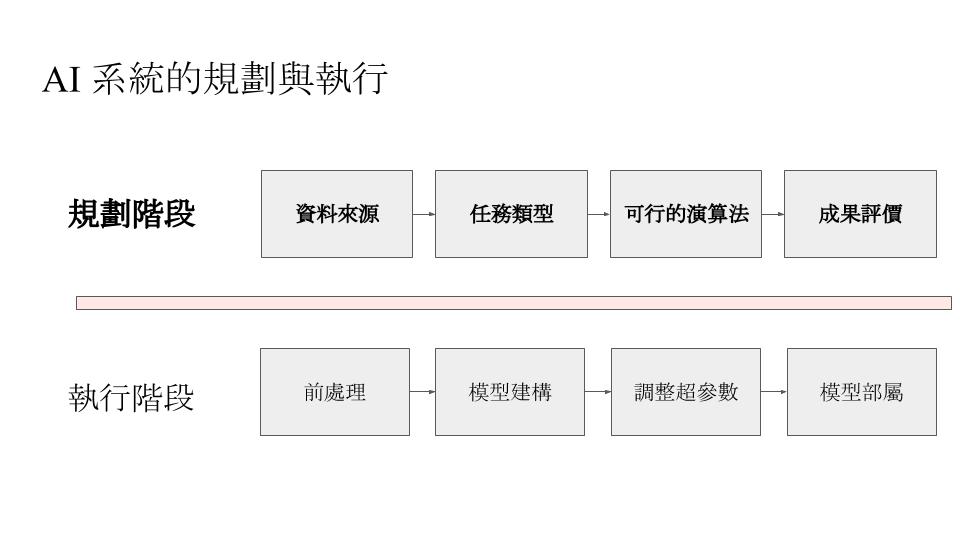 AI 系統的規劃與執行
規劃階段
資料來源
任務類型
可行的演算法
成果評價
執行階段
前處理
模型建構
調整超參數
模型部屬